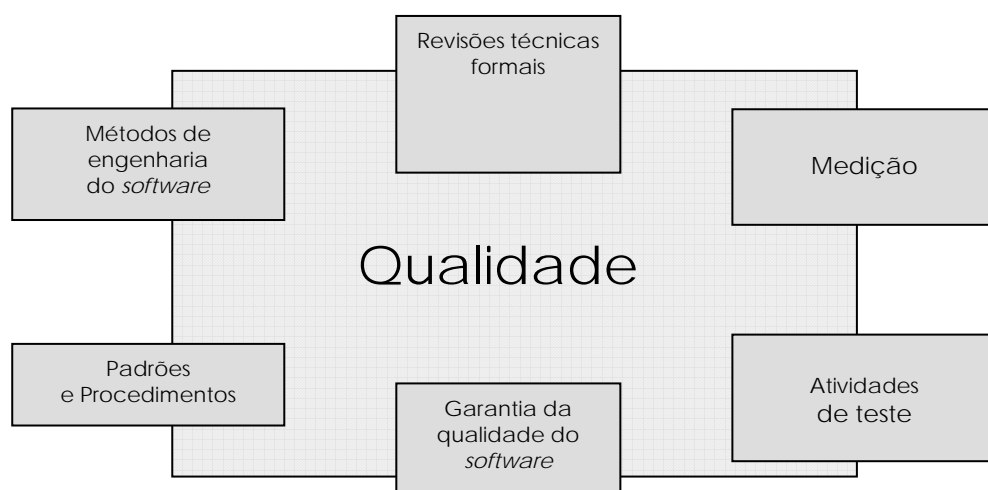 Revisões técnicas
formais
Métodos de
engenharia
do software
Medição
Qualidade
Padrões
e Procedimentos
Garantia da
qualidade do
software
Atividades
de teste